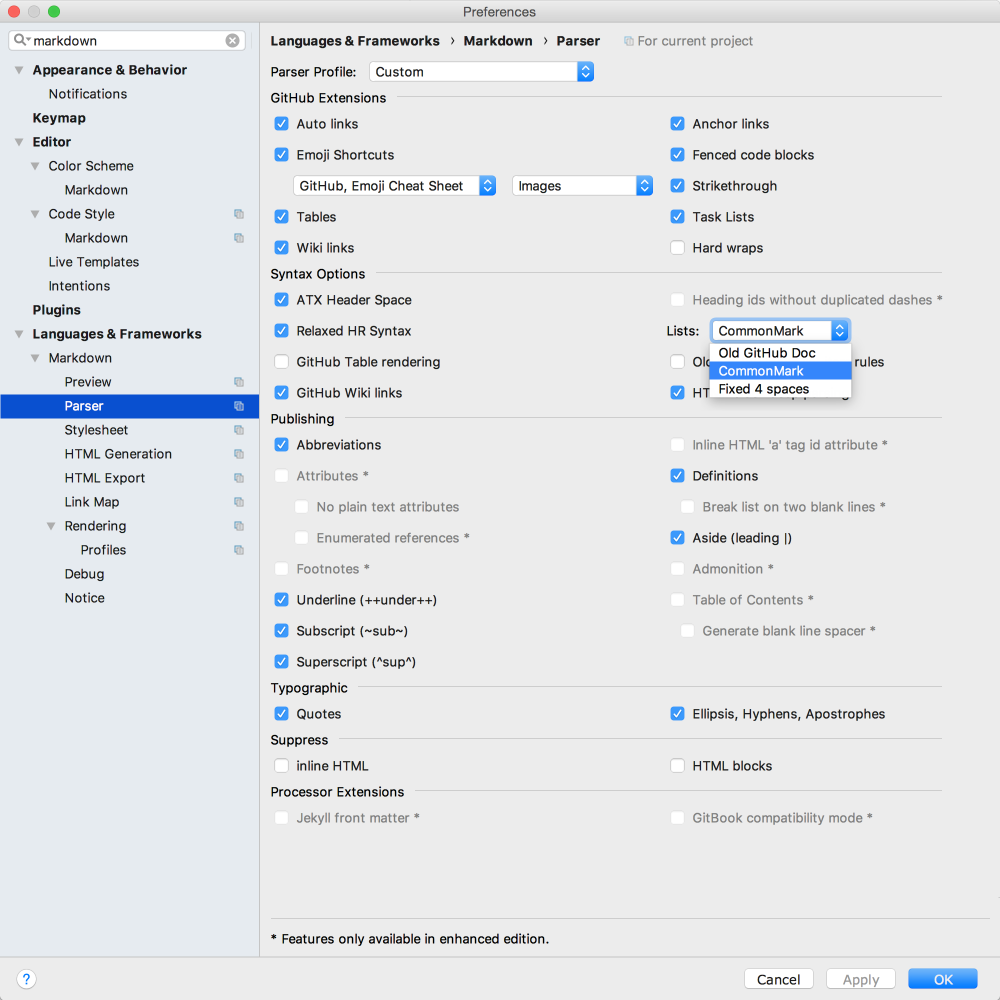 Preferences
markdown
Appearance & Behavior
Notifications
Keymap
Editor
Color Scheme
Markdown
Code Style
Markdown
Live Templates
Intentions
Plugins
Languages & Frameworks
Markdown
Preview
Parser
Stylesheet
HTML Generation
HTML Export
Link Map
Rendering
Profiles
Debug
Notice
Languages & Frameworks › Markdown › Parser For current project
Parser Profile: Custom
GitHub Extensions
Auto links Anchor links
Emoji Shortcuts Fenced code blocks
GitHub, Emoji Cheat Sheet Images Strikethrough
Tables Task Lists
Wiki links Hard wraps
Syntax Options
ATX Header Space Heading ids without duplicated dashes *
Relaxed HR Syntax Lists: CommonMark
Old GitHub Doc
CommonMark
Fixed 4 spaces
GitHub Table rendering rules
GitHub Wiki links
Publishing
Abbreviations Inline HTML 'a' tag id attribute *
Attributes * Definitions
No plain text attributes Break list on two blank lines *
Enumerated references * Aside (leading |)
Footnotes * Admonition *
Underline (++under++) Table of Contents *
Subscript (~sub~) Generate blank line spacer *
Superscript (^sup^)
Typographic
Quotes Ellipsis, Hyphens, Apostrophes
Suppress
inline HTML HTML blocks
Processor Extensions
Jekyll front matter * GitBook compatibility mode *
* Features only available in enhanced edition.
? Cancel Apply OK